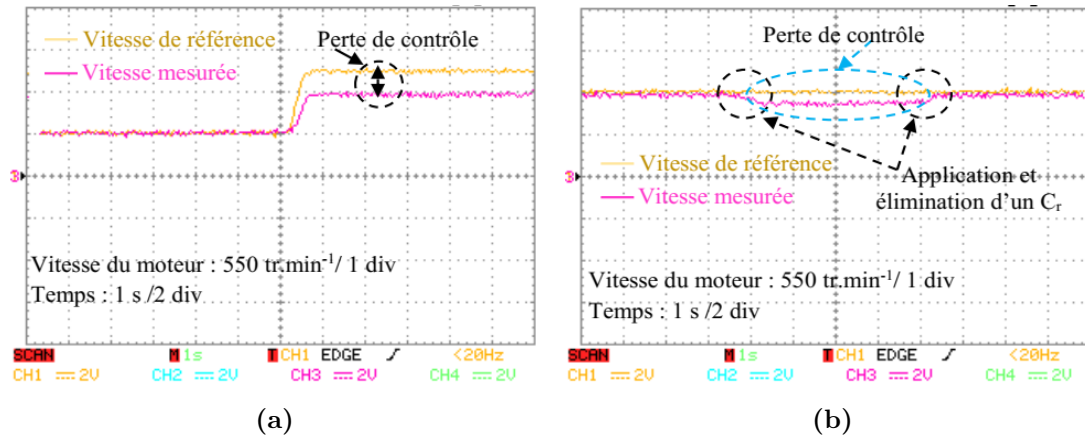 Vitesse de référence
Vitesse mesurée
Perte de contrôle
3
Vitesse du moteur : 550 tr.min⁻¹/ 1 div
Temps : 1 s /2 div
SCAN M 1s T CH1 EDGE <20Hz
CH1 2V CH2 2V CH3 2V CH4 2V
(a)
Perte de contrôle
3
Vitesse de référence
Vitesse mesurée
Application et
élimination d'un Cᵣ
Vitesse du moteur : 550 tr.min⁻¹/ 1 div
Temps : 1 s /2 div
SCAN M 1s T CH1 EDGE <20Hz
CH1 2V CH2 2V CH3 2V CH4 2V
(b)